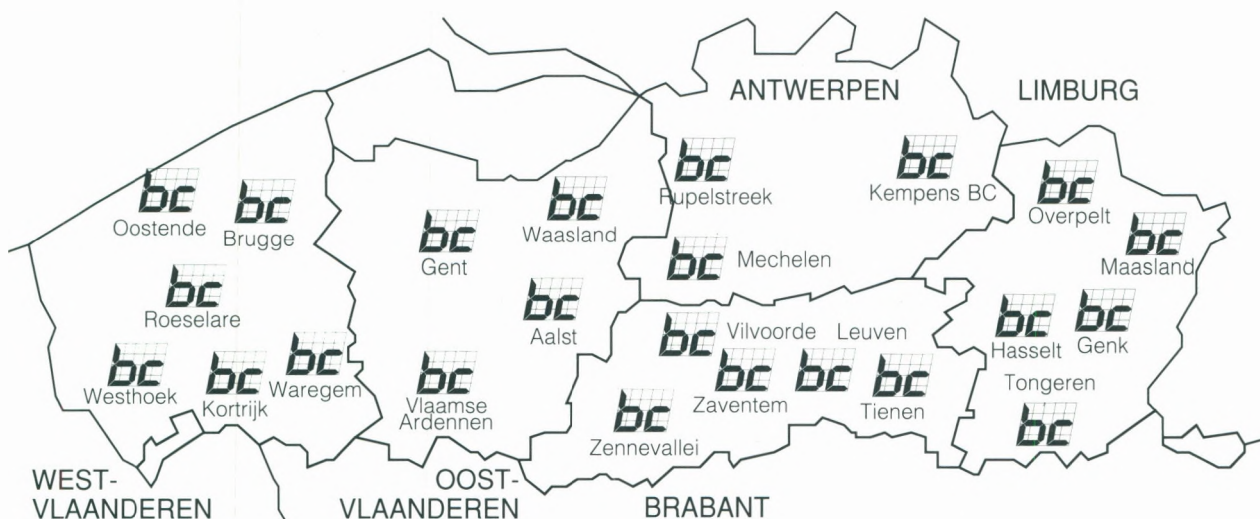 ANTWERPEN
LIMBURG
bc
Oostende
bc
Brugge
bc
Roeselare
bc
Westhoek
bc
Kortrijk
bc
Waregem
WEST-
VLAANDEREN
bc
Gent
bc
Waasland
bc
Aalst
bc
Vlaamse
Ardennen
OOST-
VLAANDEREN
bc
Rupelstreek
bc
Kempens BC
bc
Mechelen
bc
Vilvoorde
bc
Zaventem
bc
Leuven
bc
Tienen
bc
Zennevallei
BRABANT
bc
Overpelt
bc
Maasland
bc
Hasselt
bc
Genk
Tongeren
bc